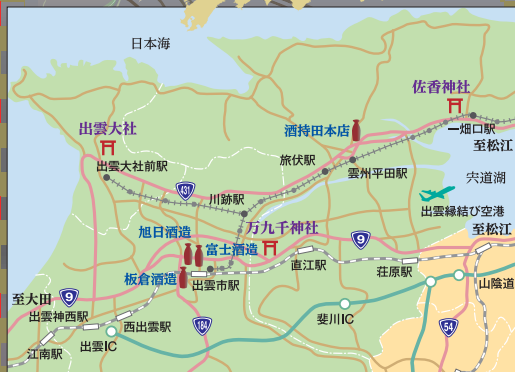 日本海
佐香神社
出雲大社
酒持田本店
一畑口駅
至松江
旅伏駅
出雲大社前駅
雲州平田駅
宍道湖
431
川跡駅
出雲縁結び空港
万九千神社
至松江
旭日酒造
富士酒造
9
直江駅
荘原駅
板倉酒造
出雲市駅
山陰道
至大田
9
斐川IC
出雲神西駅
西出雲駅
184
54
出雲IC
江南駅